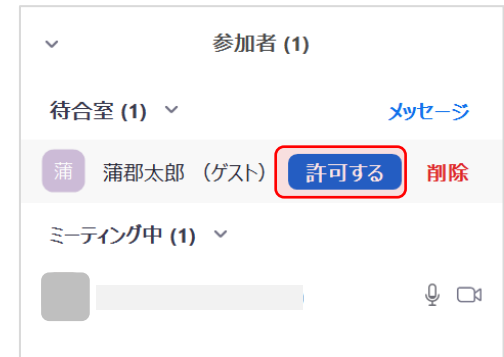 参加者 (1)
待合室 (1) メッセージ
蒲 蒲郡太郎 （ゲスト） 許可する 削除
ミーティング中 (1)